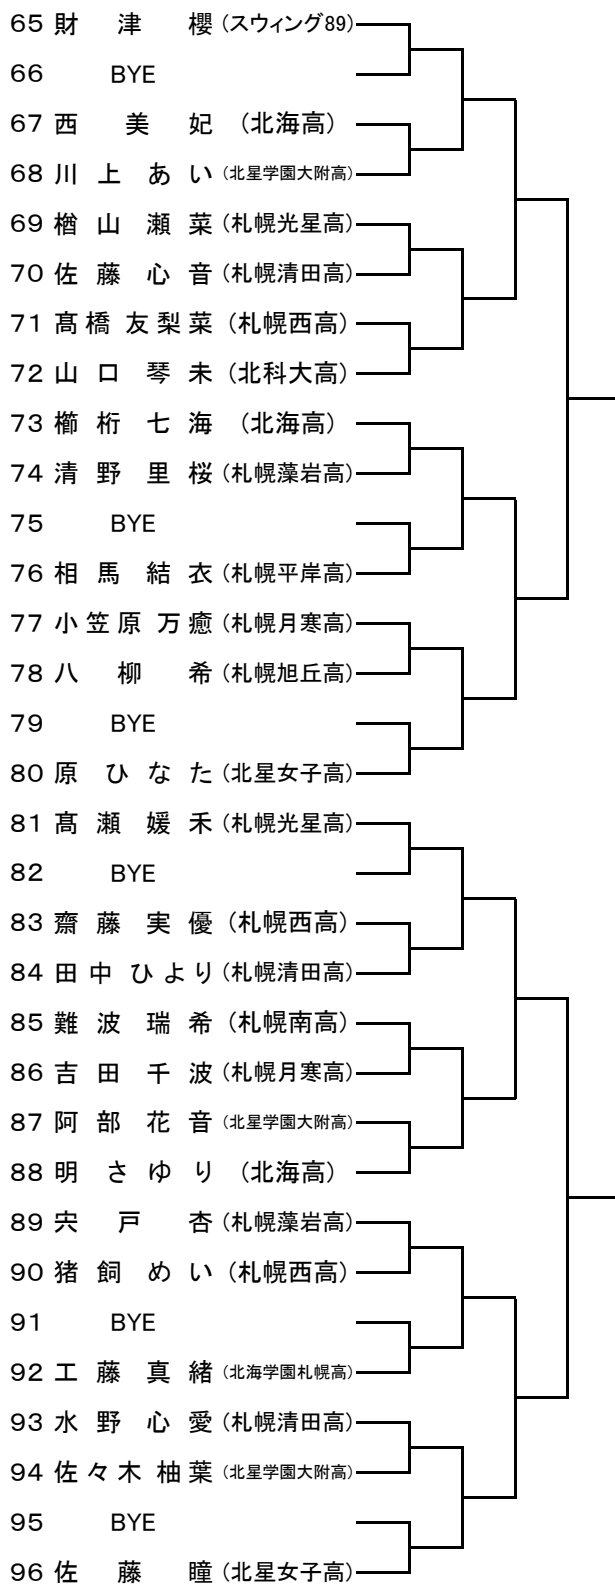 65 財津櫻 (スウィング89)
66 BYE
67 西美妃 (北海高)
68 川上あい (北星学園大附高)
69 楢山瀬菜 (札幌光星高)
70 佐藤心音 (札幌清田高)
71 髙橋友梨菜 (札幌西高)
72 山口琴未 (北科大高)
73 櫛桁七海 (北海高)
74 清野里桜 (札幌藻岩高)
75 BYE
76 相馬結衣 (札幌平岸高)
77 小笠原万癒 (札幌月寒高)
78 八柳希 (札幌旭丘高)
79 BYE
80 原ひなた (北星女子高)
81 髙瀬媛禾 (札幌光星高)
82 BYE
83 齋藤実優 (札幌西高)
84 田中ひより (札幌清田高)
85 難波瑞希 (札幌南高)
86 吉田千波 (札幌月寒高)
87 阿部花音 (北星学園大附高)
88 明さゆり (北海高)
89 宍戸杏 (札幌藻岩高)
90 猪飼めい (札幌西高)
91 BYE
92 工藤真緒 (北海学園札幌高)
93 水野心愛 (札幌清田高)
94 佐々木柚葉 (北星学園大附高)
95 BYE
96 佐藤瞳 (北星女子高)